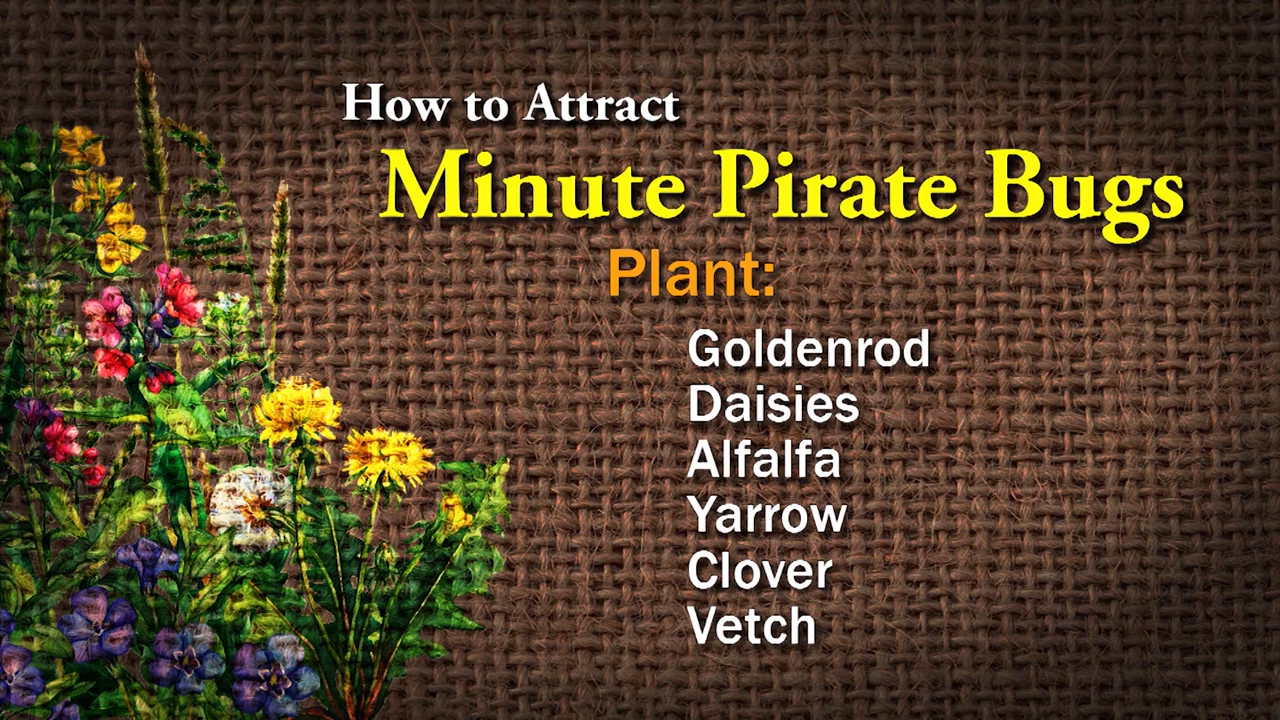 How to Attract
Minute Pirate Bugs
Plant:
Goldenrod
Daisies
Alfalfa
Yarrow
Clover
Vetch